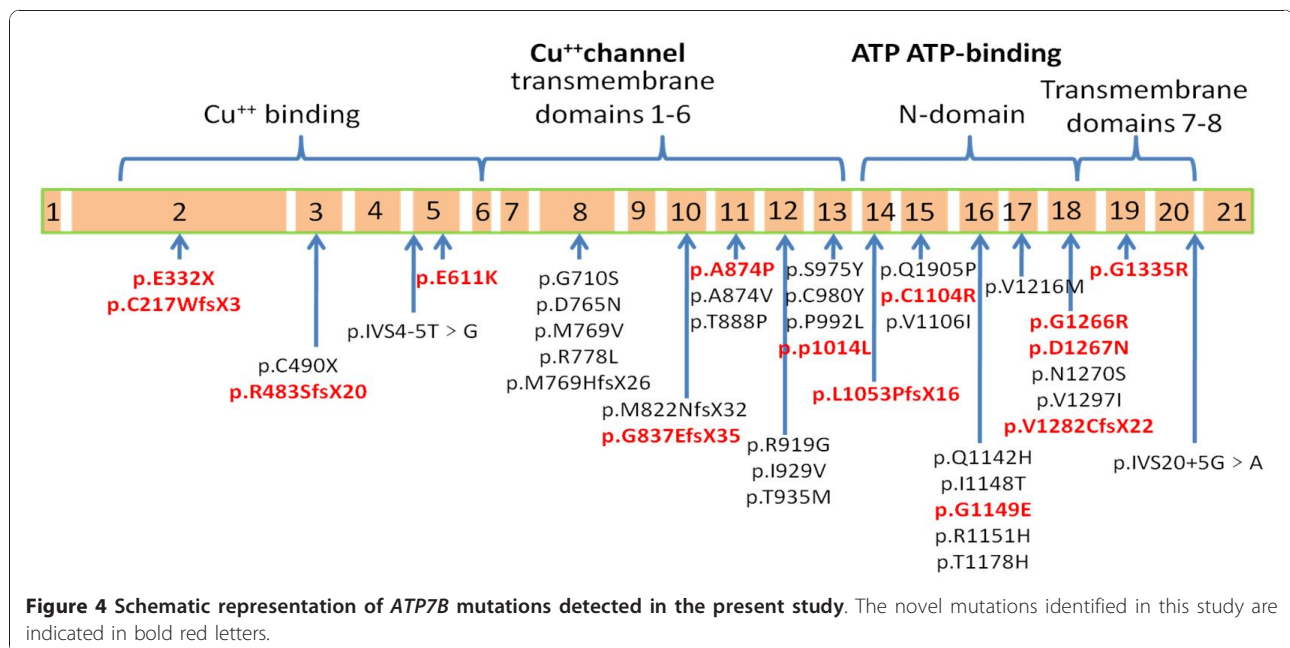 Cu⁺⁺channel
transmembrane
domains 1-6
ATP ATP-binding
Cu⁺⁺ binding
N-domain
Transmembrane
domains 7-8
1 2 3 4 5 6 7 8 9 10 11 12 13 14 15 16 17 18 19 20 21
p.E332X
p.C217WfsX3
p.C490X
p.R483SfsX20
p.IVS4-5T > G
p.E611K
p.G710S
p.D765N
p.M769V
p.R778L
p.M769HfsX26
p.M822NfsX32
p.G837EfsX35
p.A874P
p.A874V
p.T888P
p.R919G
p.I929V
p.T935M
p.S975Y
p.C980Y
p.P992L
p.p1014L
p.L1053PfsX16
p.Q1905P
p.C1104R
p.V1106I
p.Q1142H
p.I1148T
p.G1149E
p.R1151H
p.T1178H
p.V1216M
p.G1266R
p.D1267N
p.N1270S
p.V1297I
p.V1282CfsX22
p.G1335R
p.IVS20+5G > A
Figure 4 Schematic representation of ATP7B mutations detected in the present study. The novel mutations identified in this study are
indicated in bold red letters.